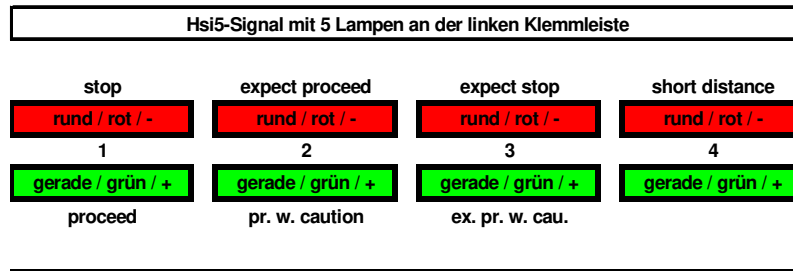 Hsi5-Signal mit 5 Lampen an der linken Klemmleiste
stop expect proceed expect stop short distance
rund / rot / - rund / rot / - rund / rot / - rund / rot / -
1 2 3 4
gerade / grün / + gerade / grün / + gerade / grün / + gerade / grün / +
proceed pr. w. caution ex. pr. w. cau.